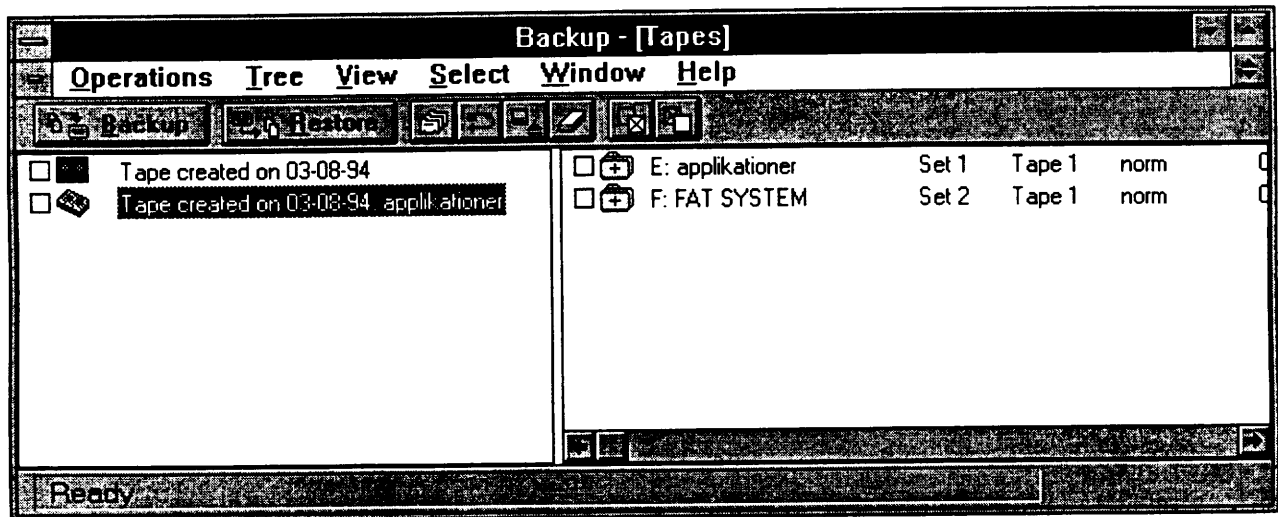 Backup - [Tapes]
Operations Tree View Select Window Help
Backup Restore
Tape created on 03-08-94
Tape created on 03-08-94 applikationer
E: applikationer Set 1 Tape 1 norm
F: FAT SYSTEM Set 2 Tape 1 norm
Ready